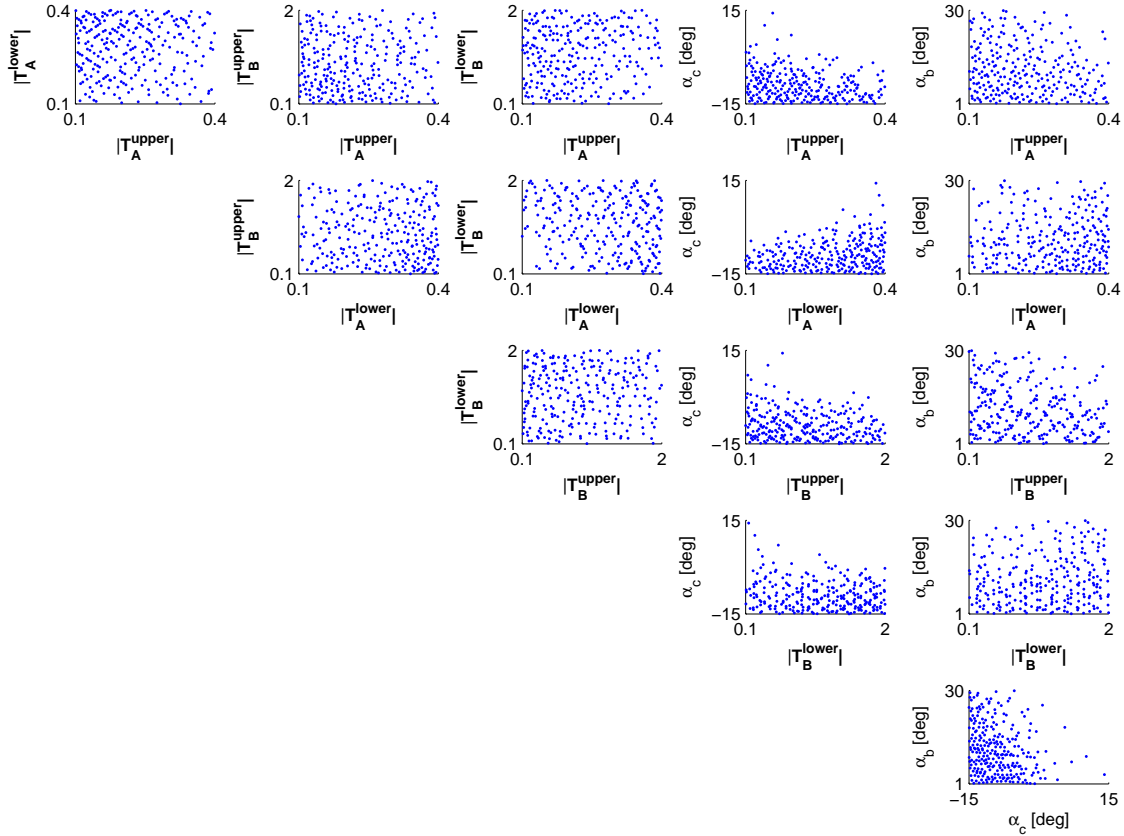 0.4 2 2 15 30
|T_A^lower| |T_B^upper| |T_B^lower| α_c [deg] α_b [deg]
0.1 0.1 0.1 -15 1
0.1 0.4 0.1 0.4 0.1 0.4 0.1 0.4 0.1 0.4
|T_A^upper| |T_A^upper| |T_A^upper| |T_A^upper| |T_A^upper|
2 2 15 30
|T_B^upper| |T_B^lower| α_c [deg] α_b [deg]
0.1 0.1 -15 1
0.1 0.4 0.1 0.4 0.1 0.4 0.1 0.4
|T_A^lower| |T_A^lower| |T_A^lower| |T_A^lower|
2 15 30
|T_B^lower| α_c [deg] α_b [deg]
0.1 -15 1
0.1 2 0.1 2 0.1 2
|T_B^upper| |T_B^upper| |T_B^upper|
15 30
α_c [deg] α_b [deg]
-15 1
0.1 2 0.1 2
|T_B^lower| |T_B^lower|
30
α_b [deg]
1
-15 15
α_c [deg]